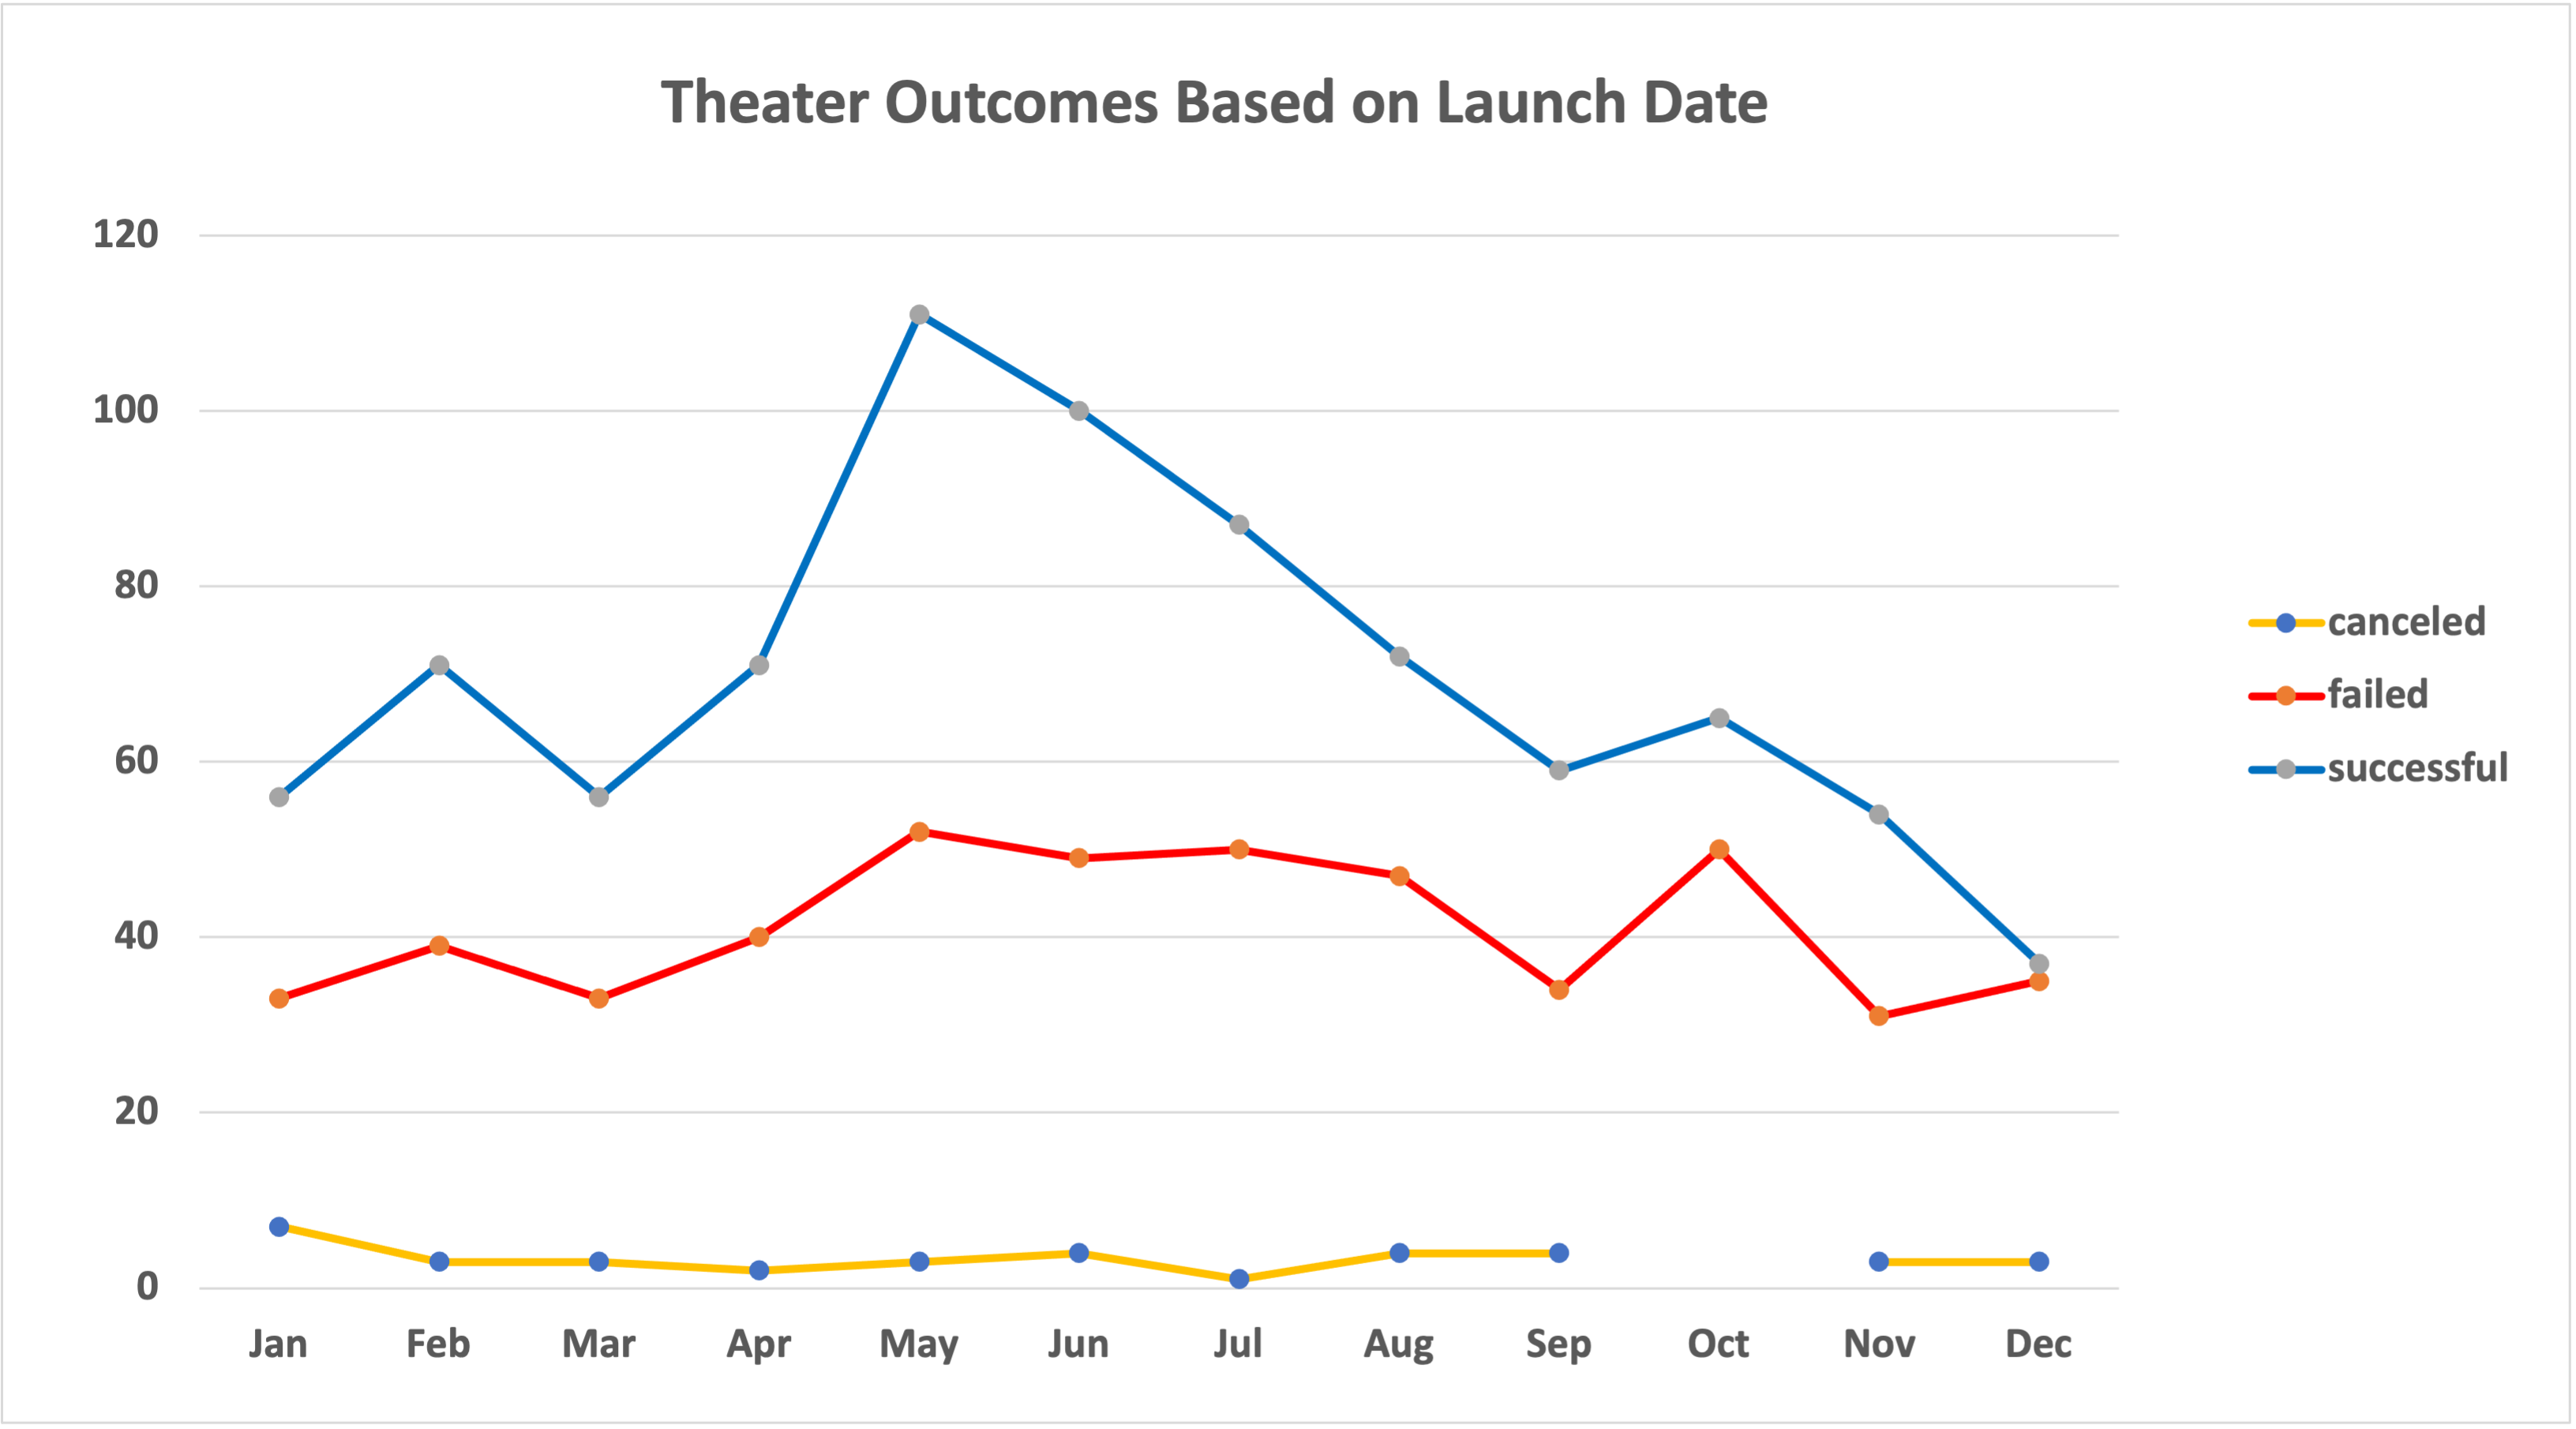 Theater Outcomes Based on Launch Date
120
100
80
60
40
20
0
Jan Feb Mar Apr May Jun Jul Aug Sep Oct Nov Dec
canceled
failed
successful